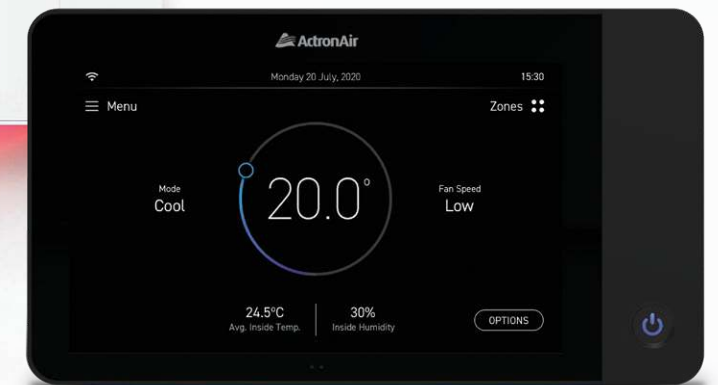 ActronAir
Monday 20 July, 2020
15:30
Menu
Zones
Mode
Cool
20.0°
Fan Speed
Low
24.5°C
Avg. Inside Temp.
30%
Inside Humidity
OPTIONS